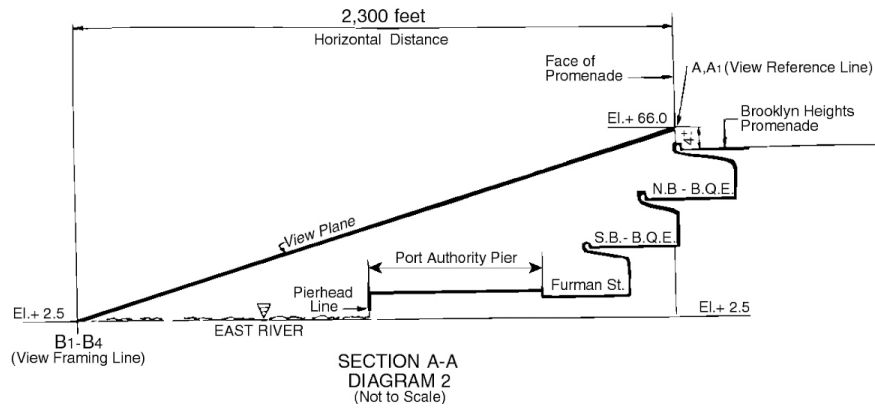 2,300 feet
Horizontal Distance
Face of
Promenade
A,A1 (View Reference Line)
El.+ 66.0
4±
Brooklyn Heights
Promenade
N.B - B.Q.E.
View Plane
S.B.- B.Q.E.
Port Authority Pier
Pierhead
Line
Furman St.
El.+ 2.5
El.+ 2.5
EAST RIVER
B1-B4
(View Framing Line)
SECTION A-A
DIAGRAM 2
(Not to Scale)